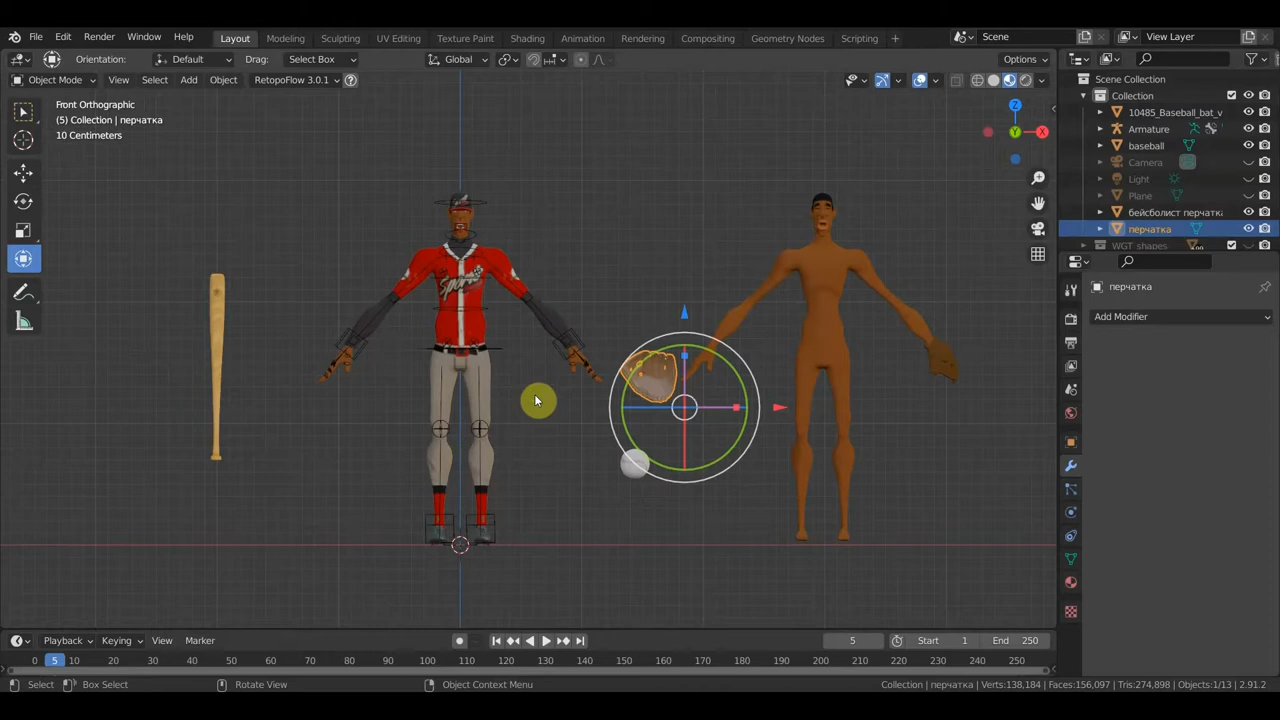 File Edit Render Window Help Layout Modeling Sculpting UV Editing Texture Paint Shading Animation Rendering Compositing Geometry Nodes Scripting + Scene View Layer
Orientation: Default Drag: Select Box Global Options
Object Mode View Select Add Object RetopoFlow 3.0.1 ?
Front Orthographic
(5) Collection | перчатка
10 Centimeters
Z
Y
X
Scene Collection
Collection
10485_Baseball_bat_v
Armature
baseball
Camera
Light
Plane
бейсболист перчатка
перчатка
WGT_shapes
перчатка
Add Modifier
Sports
Playback Keying View Marker 5 Start 1 End 250
0 5 10 20 30 40 50 60 70 80 90 100 110 120 130 140 150 160 170 180 190 200 210 220 230 240 250
Select Box Select Rotate View Object Context Menu Collection | перчатка | Verts:138,184 | Faces:156,097 | Tris:274,898 | Objects:1/13 | 2.91.2